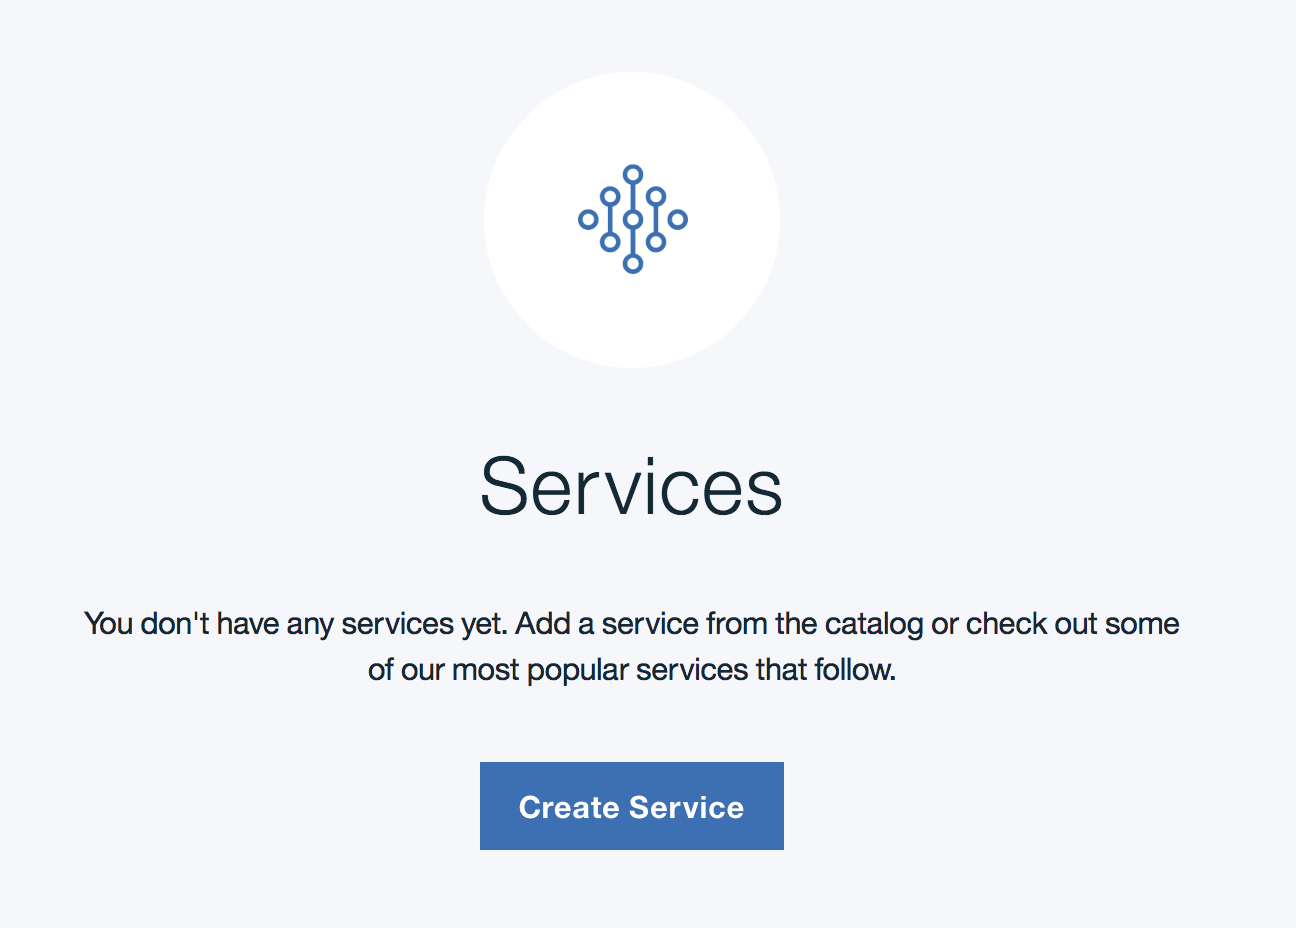 Services
You don't have any services yet. Add a service from the catalog or check out some
of our most popular services that follow.
Create Service